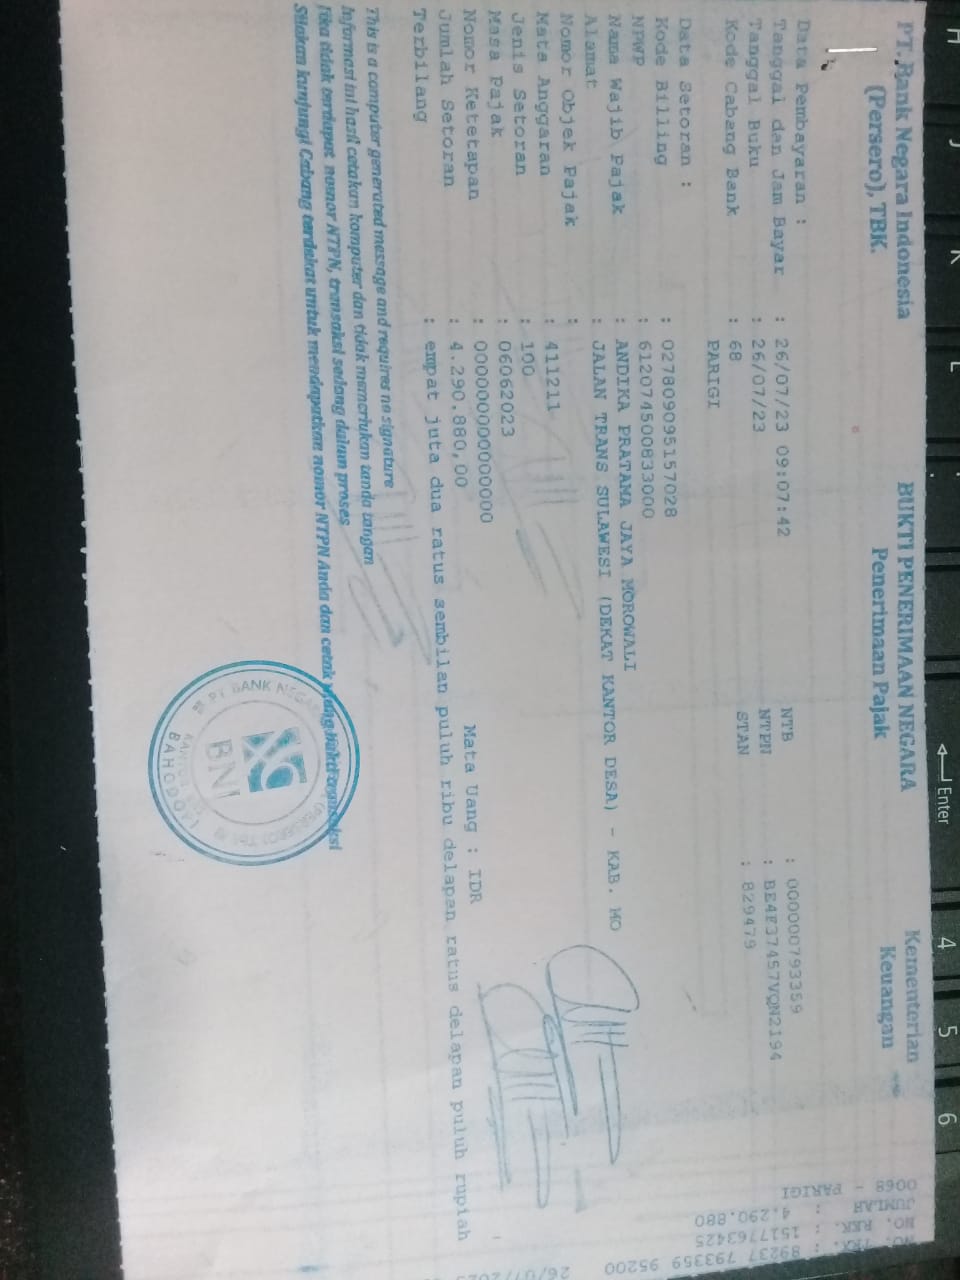 PT. Bank Negara Indonesia
(Persero), TBK.
BUKTI PENERIMAAN NEGARA
Penerimaan Pajak
Kementerian
Keuangan
Data Pembayaran :
Tanggal dan Jam Bayar : 26/07/23 09:07:42 NTB : 000000793359
Tanggal Buku : 26/07/23 NTPN : BE4E37457VQN2194
Kode Cabang Bank : 68 STAN : 829479
PARIGI
Data Setoran :
Kode Billing : 027809095157028
NPWP : 612074500833000
Nama Wajib Pajak : ANDIKA PRATAMA JAYA MOROWALI
Alamat : JALAN TRANS SULAWESI (DEKAT KANTOR DESA) - KAB. MO
Nomor Objek Pajak :
Mata Anggaran : 411211
Jenis Setoran : 100
Masa Pajak : 06062023
Nomor Ketetapan : 000000000000000
Jumlah Setoran : 4.290.880,00 Mata Uang : IDR
Terbilang : empat juta dua ratus sembilan puluh ribu delapan ratus delapan puluh rupiah
This is a computer generated message and requires no signature
Informasi ini hasil cetakan komputer dan tidak memerlukan tanda tangan
Jika tidak terdapat nomor NTPN, transaksi sedang dalam proses
Silakan kunjungi Cabang terdekat untuk mendapatkan nomor NTPN Anda dan cetak ulang bukti transaksi
PT BANK NEGARA (PERSERO) Tbk
BNI
BAHODOPI
0068 - PARIGI
JUMLAH : 4.290.880
NO. REK. : 1517763425
NO. TRX. : 89237 793359 95200
Enter
4
5
6
H
J
K
L